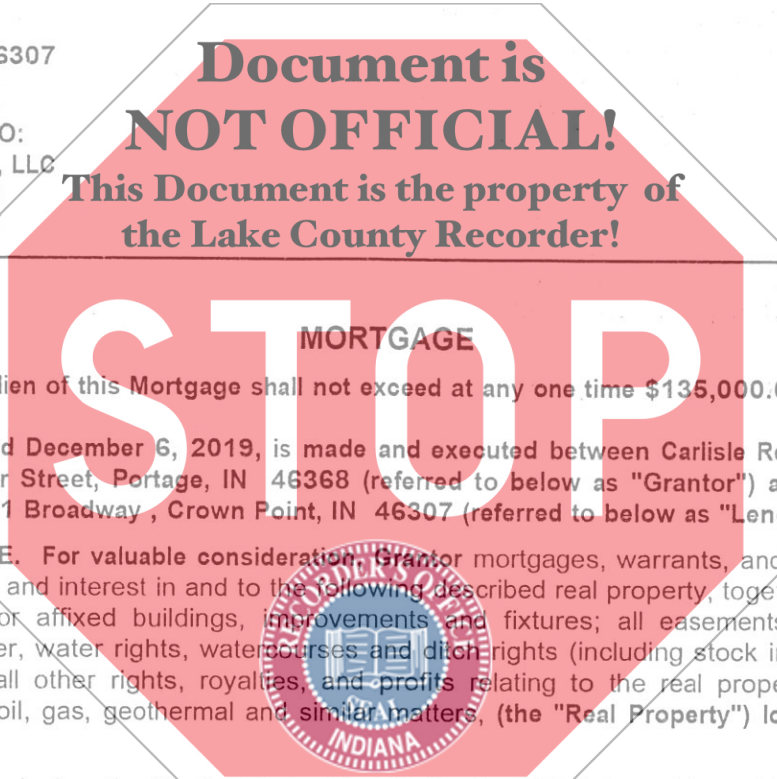 6307
Document is
NOT OFFICIAL!
O:
, LLC
This Document is the property of
the Lake County Recorder!
STOP
MORTGAGE
lien of this Mortgage shall not exceed at any one time $135,000.0
d December 6, 2019, is made and executed between Carlisle Re
r Street, Portage, IN 46368 (referred to below as "Grantor") a
1 Broadway , Crown Point, IN 46307 (referred to below as "Len
E. For valuable consideration, Grantor mortgages, warrants, and
and interest in and to the following described real property, toge
or affixed buildings, improvements and fixtures; all easements
er, water rights, watercourses and ditch rights (including stock i
all other rights, royalties, and profits relating to the real prope
oil, gas, geothermal and similar matters, (the "Real Property") lo
RECORDER'S OFFICE
SEAL
INDIANA